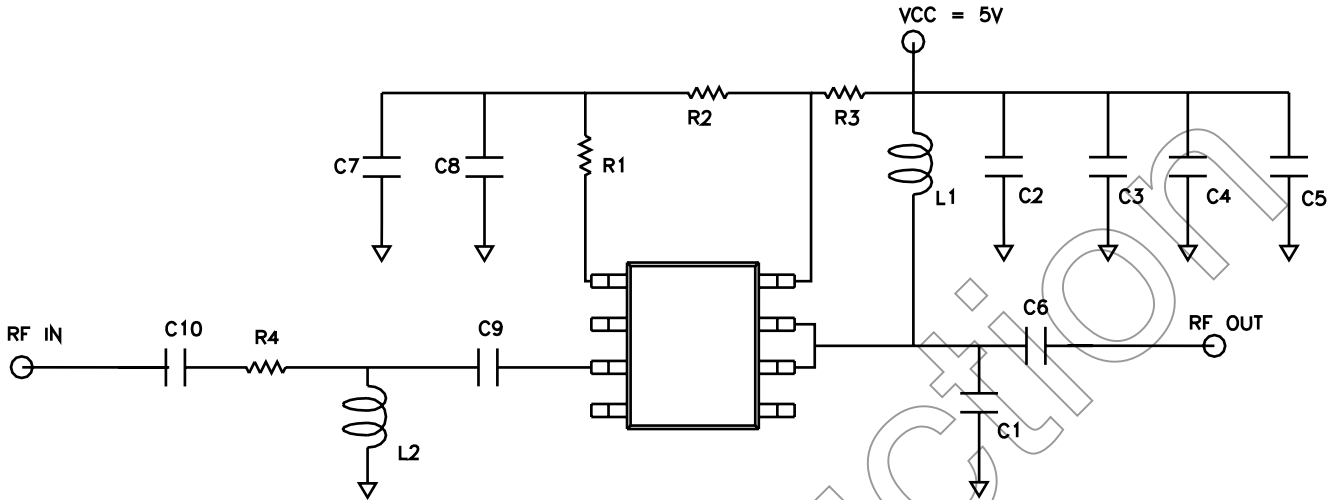 VCC = 5V
R2
R3
C7
C8
R1
L1
C2
C3
C4
C5
RF IN
C10
R4
C9
C6
RF OUT
L2
C1
ction